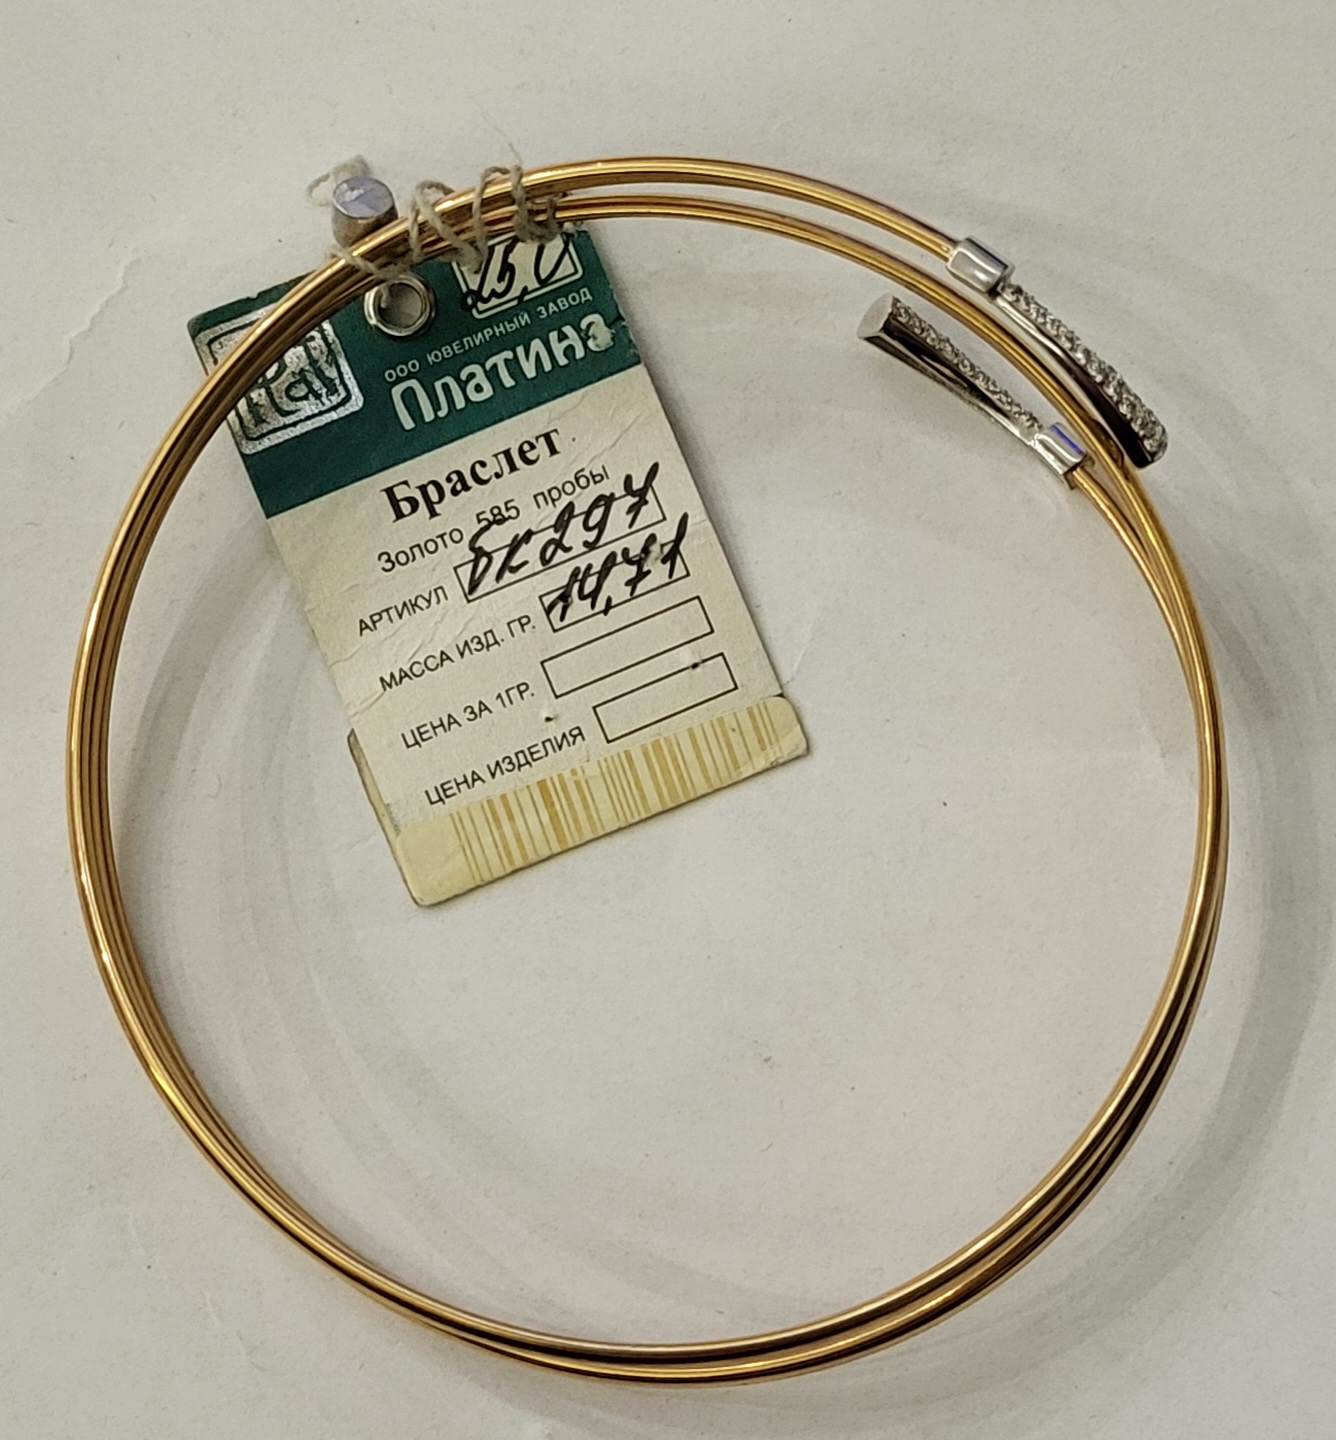 ООО ЮВЕЛИРНЫЙ ЗАВОД
Платина
Браслет
Золото 585 пробы
АРТИКУЛ бк297
МАССА ИЗД. ГР. 14,71
ЦЕНА ЗА 1ГР.
ЦЕНА ИЗДЕЛИЯ